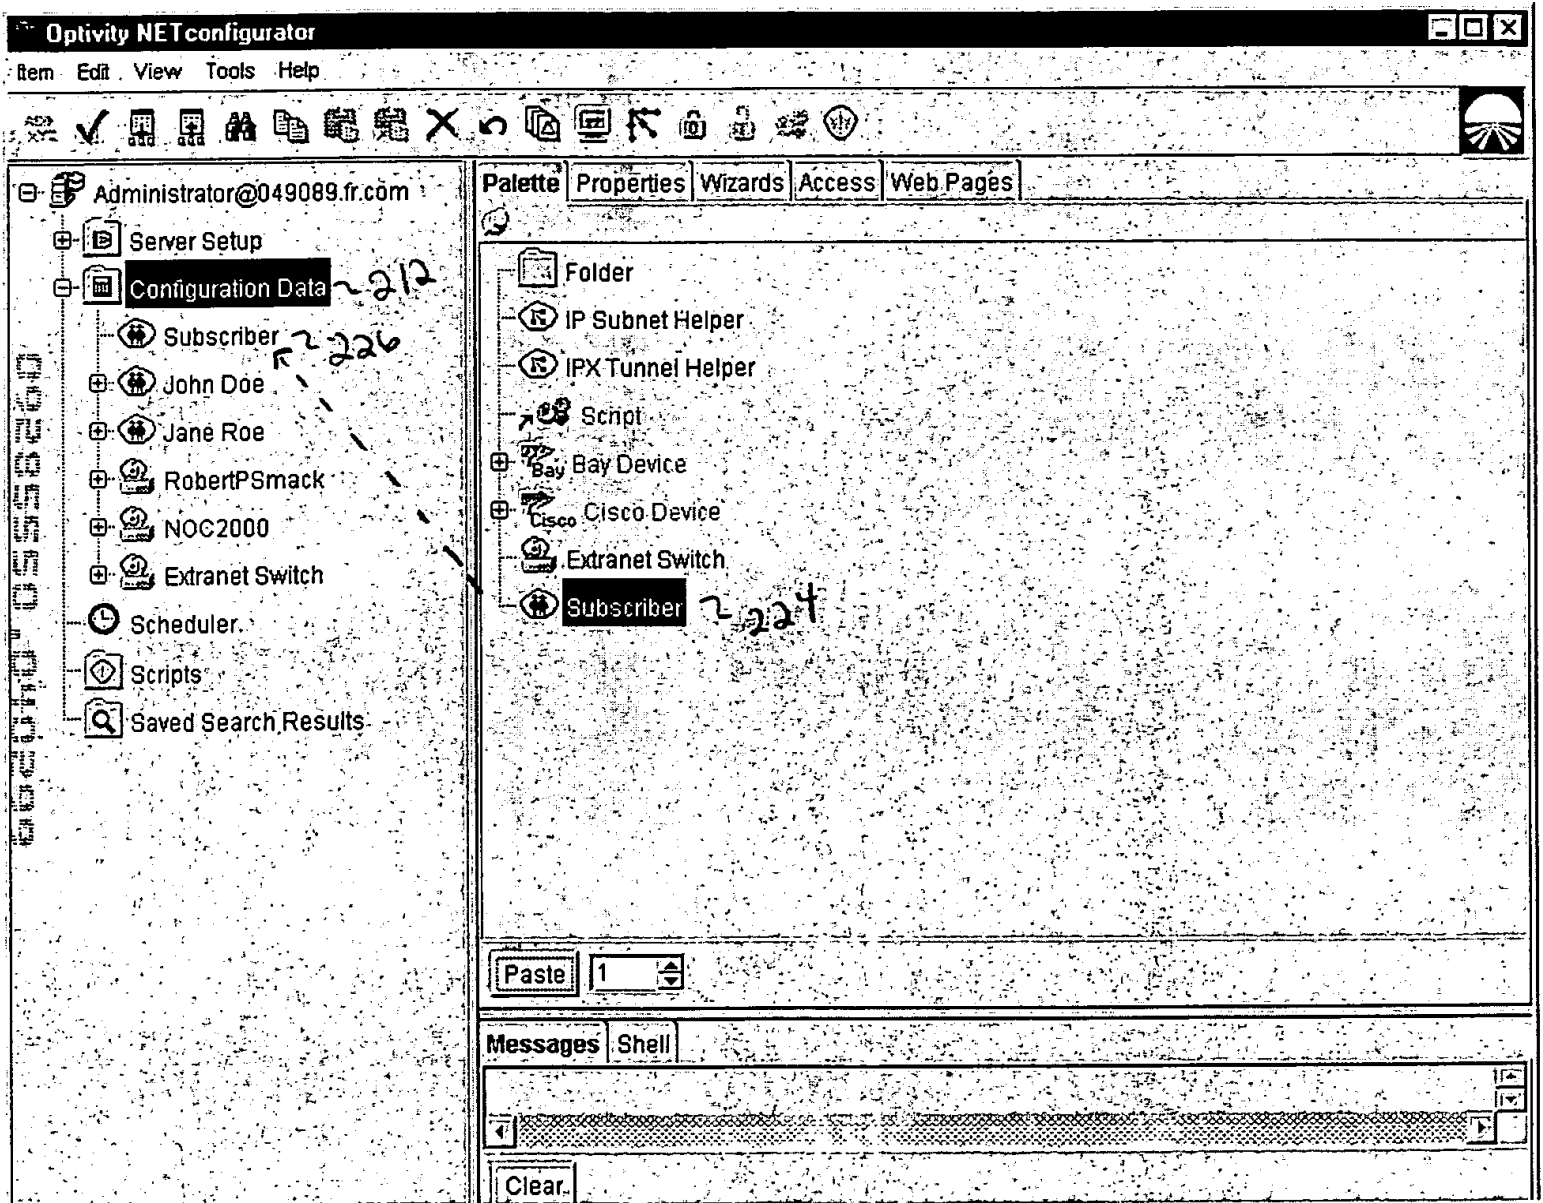 Optivity NETconfigurator
Item Edit View Tools Help
Administrator@049089.fr.com
Server Setup
Configuration Data ~ 212
Subscriber ~ 226
John Doe
Jane Roe
RobertPSmack
NOC2000
Extranet Switch
Scheduler
Scripts
Saved Search Results
Palette Properties Wizards Access Web Pages
Folder
IP Subnet Helper
IPX Tunnel Helper
Script
Bay Bay Device
Cisco Cisco Device
Extranet Switch
Subscriber ~ 224
Paste 1
Messages Shell
Clear